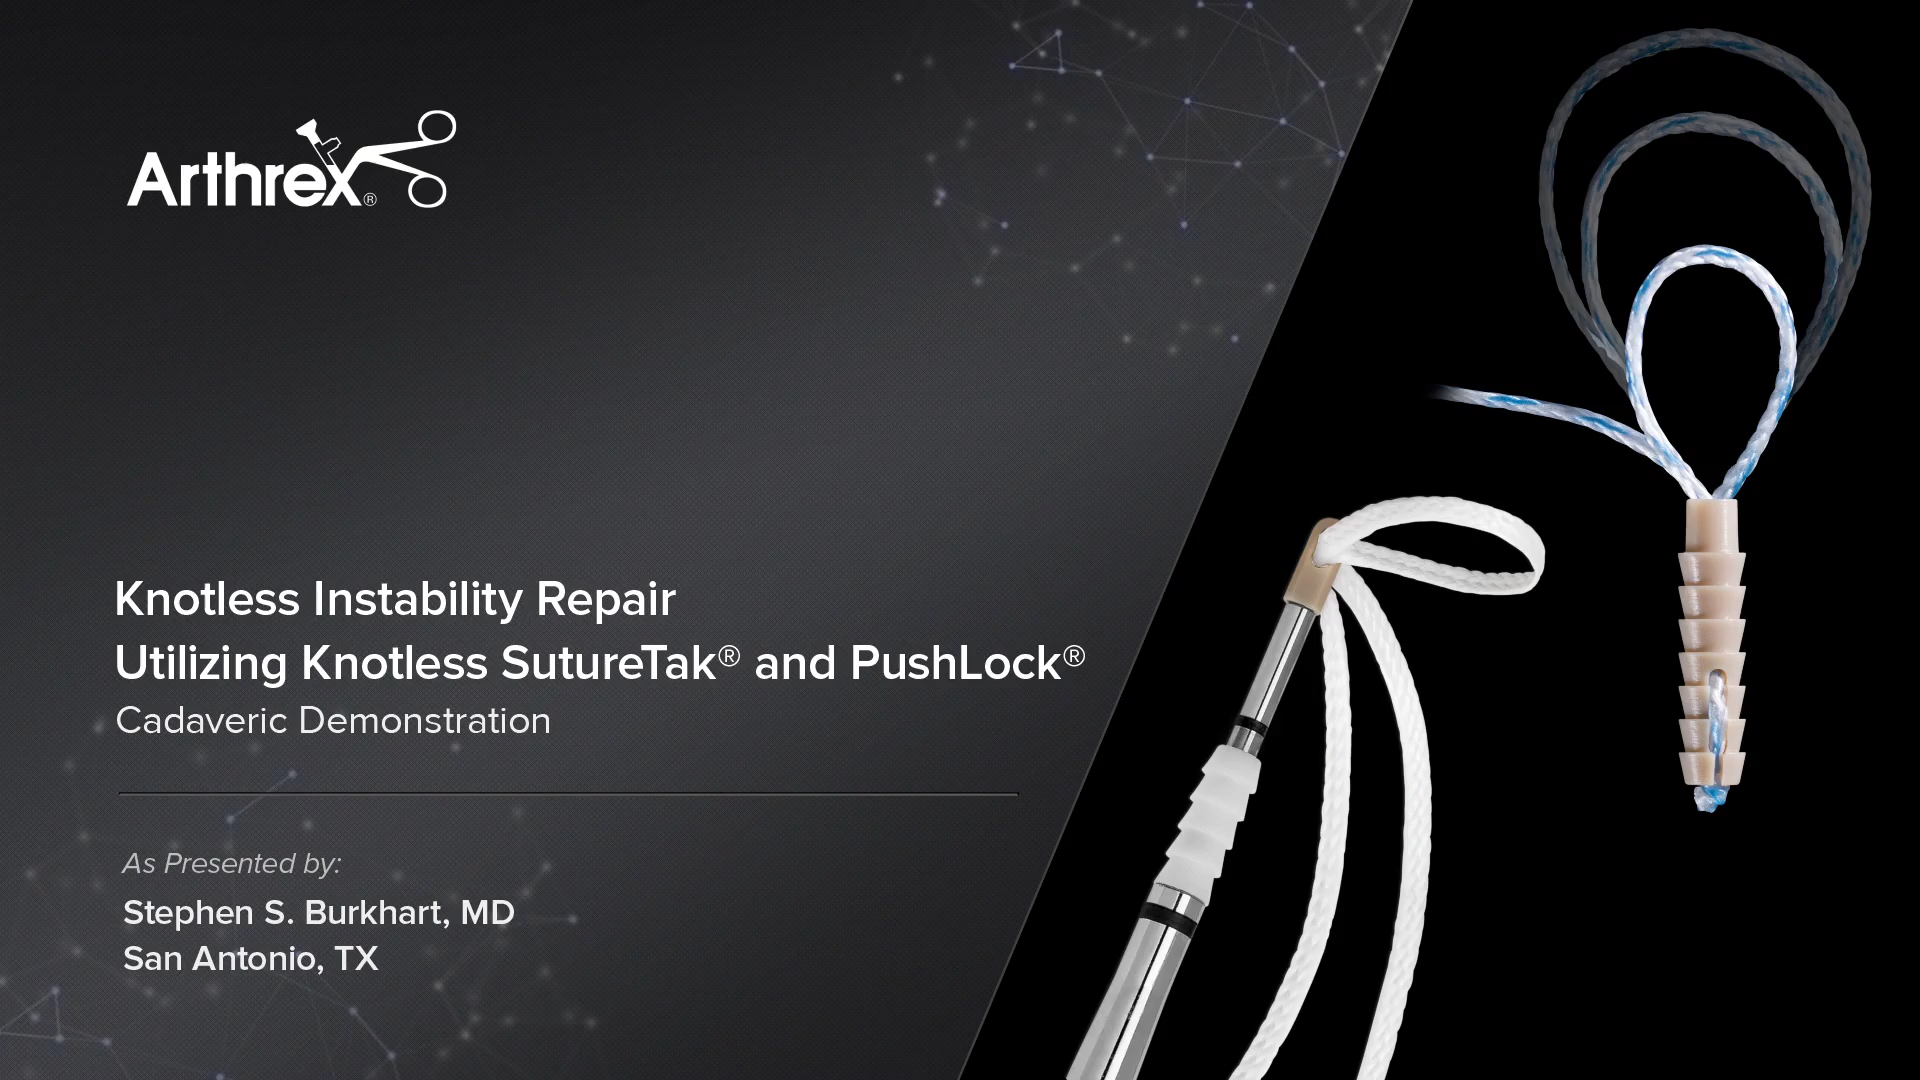 Arthrex®
Knotless Instability Repair
Utilizing Knotless SutureTak® and PushLock®
Cadaveric Demonstration
As Presented by:
Stephen S. Burkhart, MD
San Antonio, TX